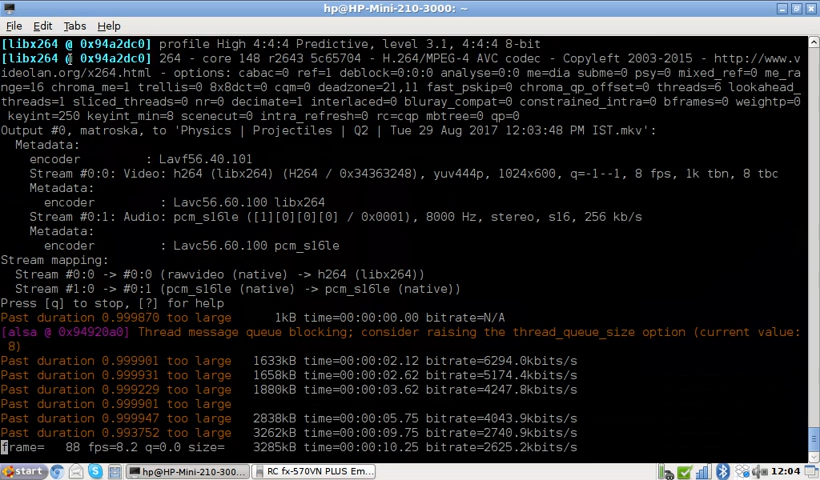 hp@HP-Mini-210-3000: ~
File Edit Tabs Help
[libx264 @ 0x94a2dc0] profile High 4:4:4 Predictive, level 3.1, 4:4:4 8-bit
[libx264 @ 0x94a2dc0] 264 - core 148 r2643 5c65704 - H.264/MPEG-4 AVC codec - Copyleft 2003-2015 - http://www.v
ideolan.org/x264.html - options: cabac=0 ref=1 deblock=0:0:0 analyse=0:0 me=dia subme=0 psy=0 mixed_ref=0 me_ra
nge=16 chroma_me=1 trellis=0 8x8dct=0 cqm=0 deadzone=21,11 fast_pskip=0 chroma_qp_offset=0 threads=6 lookahead_
threads=1 sliced_threads=0 nr=0 decimate=1 interlaced=0 bluray_compat=0 constrained_intra=0 bframes=0 weightp=0
 keyint=250 keyint_min=8 scenecut=0 intra_refresh=0 rc=cqp mbtree=0 qp=0
Output #0, matroska, to 'Physics | Projectiles | Q2 | Tue 29 Aug 2017 12:03:48 PM IST.mkv':
  Metadata:
    encoder         : Lavf56.40.101
    Stream #0:0: Video: h264 (libx264) (H264 / 0x34363248), yuv444p, 1024x600, q=-1--1, 8 fps, 1k tbn, 8 tbc
    Metadata:
      encoder         : Lavc56.60.100 libx264
    Stream #0:1: Audio: pcm_s16le ([1][0][0][0] / 0x0001), 8000 Hz, stereo, s16, 256 kb/s
    Metadata:
      encoder         : Lavc56.60.100 pcm_s16le
Stream mapping:
  Stream #0:0 -> #0:0 (rawvideo (native) -> h264 (libx264))
  Stream #1:0 -> #0:1 (pcm_s16le (native) -> pcm_s16le (native))
Press [q] to stop, [?] for help
Past duration 0.999870 too large       1kB time=00:00:00.00 bitrate=N/A
[alsa @ 0x94920a0] Thread message queue blocking; consider raising the thread_queue_size option (current value:
 8)
Past duration 0.999901 too large    1633kB time=00:00:02.12 bitrate=6294.0kbits/s
Past duration 0.999931 too large    1658kB time=00:00:02.62 bitrate=5174.4kbits/s
Past duration 0.999229 too large    1880kB time=00:00:03.62 bitrate=4247.8kbits/s
Past duration 0.999901 too large
Past duration 0.999947 too large    2838kB time=00:00:05.75 bitrate=4043.9kbits/s
Past duration 0.993752 too large    3262kB time=00:00:09.75 bitrate=2740.9kbits/s
frame=   88 fps=8.2 q=0.0 size=    3285kB time=00:00:10.25 bitrate=2625.2kbits/s
start hp@HP-Mini-210-300... RC fx-570VN PLUS Em... 12:04